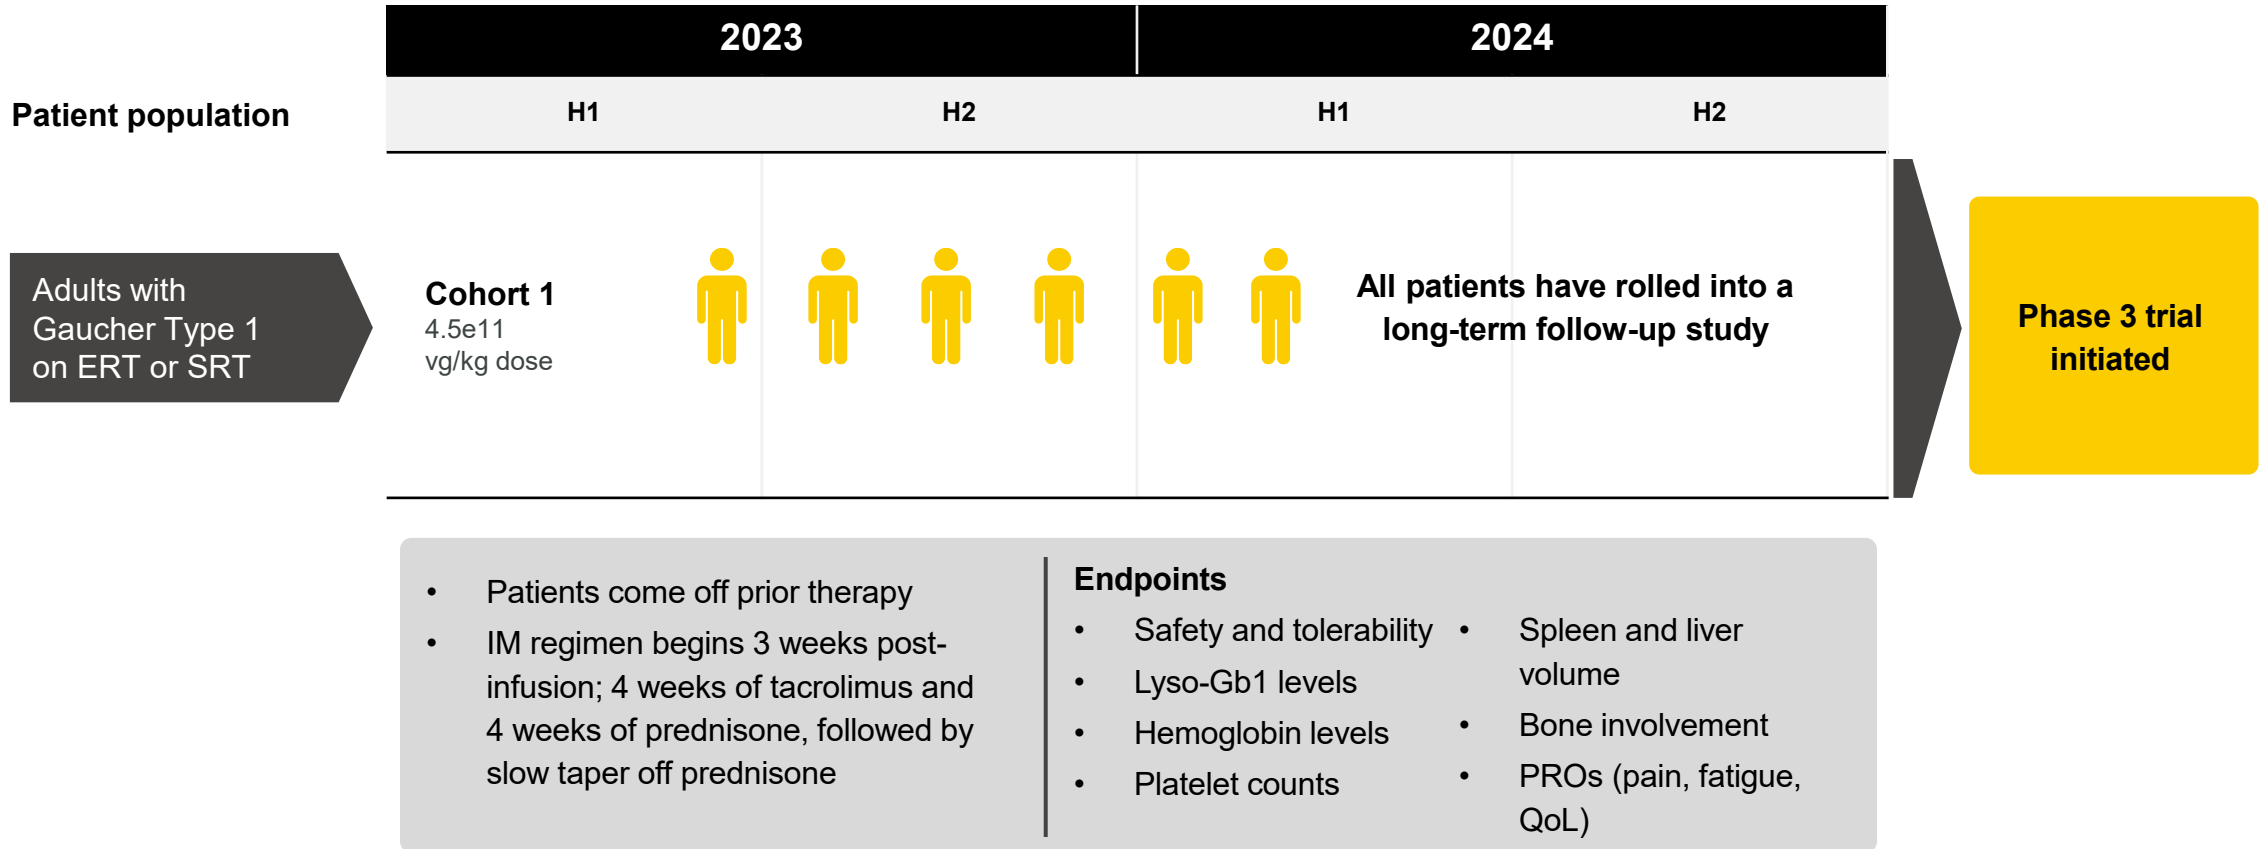 2023
2024
Patient population
H1
H2
H1
H2
Adults with
Gaucher Type 1
on ERT or SRT
Cohort 1
4.5e11
vg/kg dose
All patients have rolled into a
long-term follow-up study
Phase 3 trial
initiated
• Patients come off prior therapy
• IM regimen begins 3 weeks post-
infusion; 4 weeks of tacrolimus and
4 weeks of prednisone, followed by
slow taper off prednisone
Endpoints
• Safety and tolerability
• Lyso-Gb1 levels
• Hemoglobin levels
• Platelet counts
• Spleen and liver
volume
• Bone involvement
• PROs (pain, fatigue,
QoL)